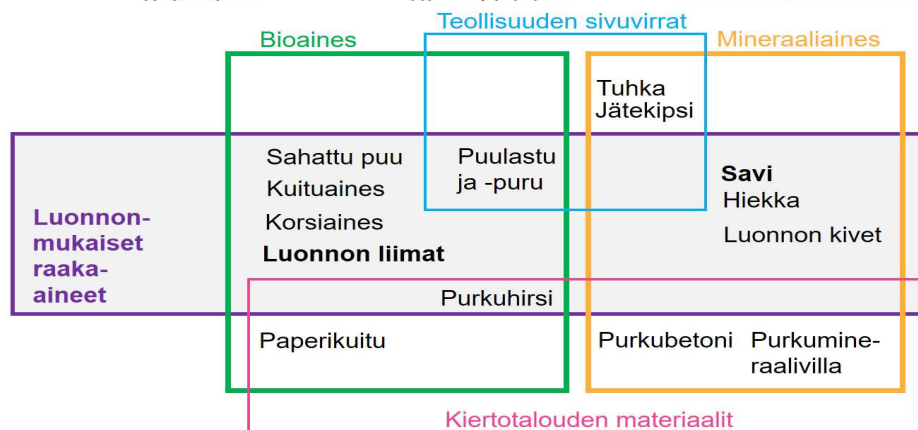 Teollisuuden sivuvirrat
Bioaines
Mineraaliaines
Tuhka
Jätekipsi
Sahattu puu
Kuituaines
Korsiaines
Luonnon liimat
Puulastu
ja -puru
Savi
Hiekka
Luonnon kivet
Luonnon-
mukaiset
raaka-
aineet
Purkuhirsi
Paperikuitu
Purkubetoni
Purkumine-
raalivilla
Kiertotalouden materiaalit